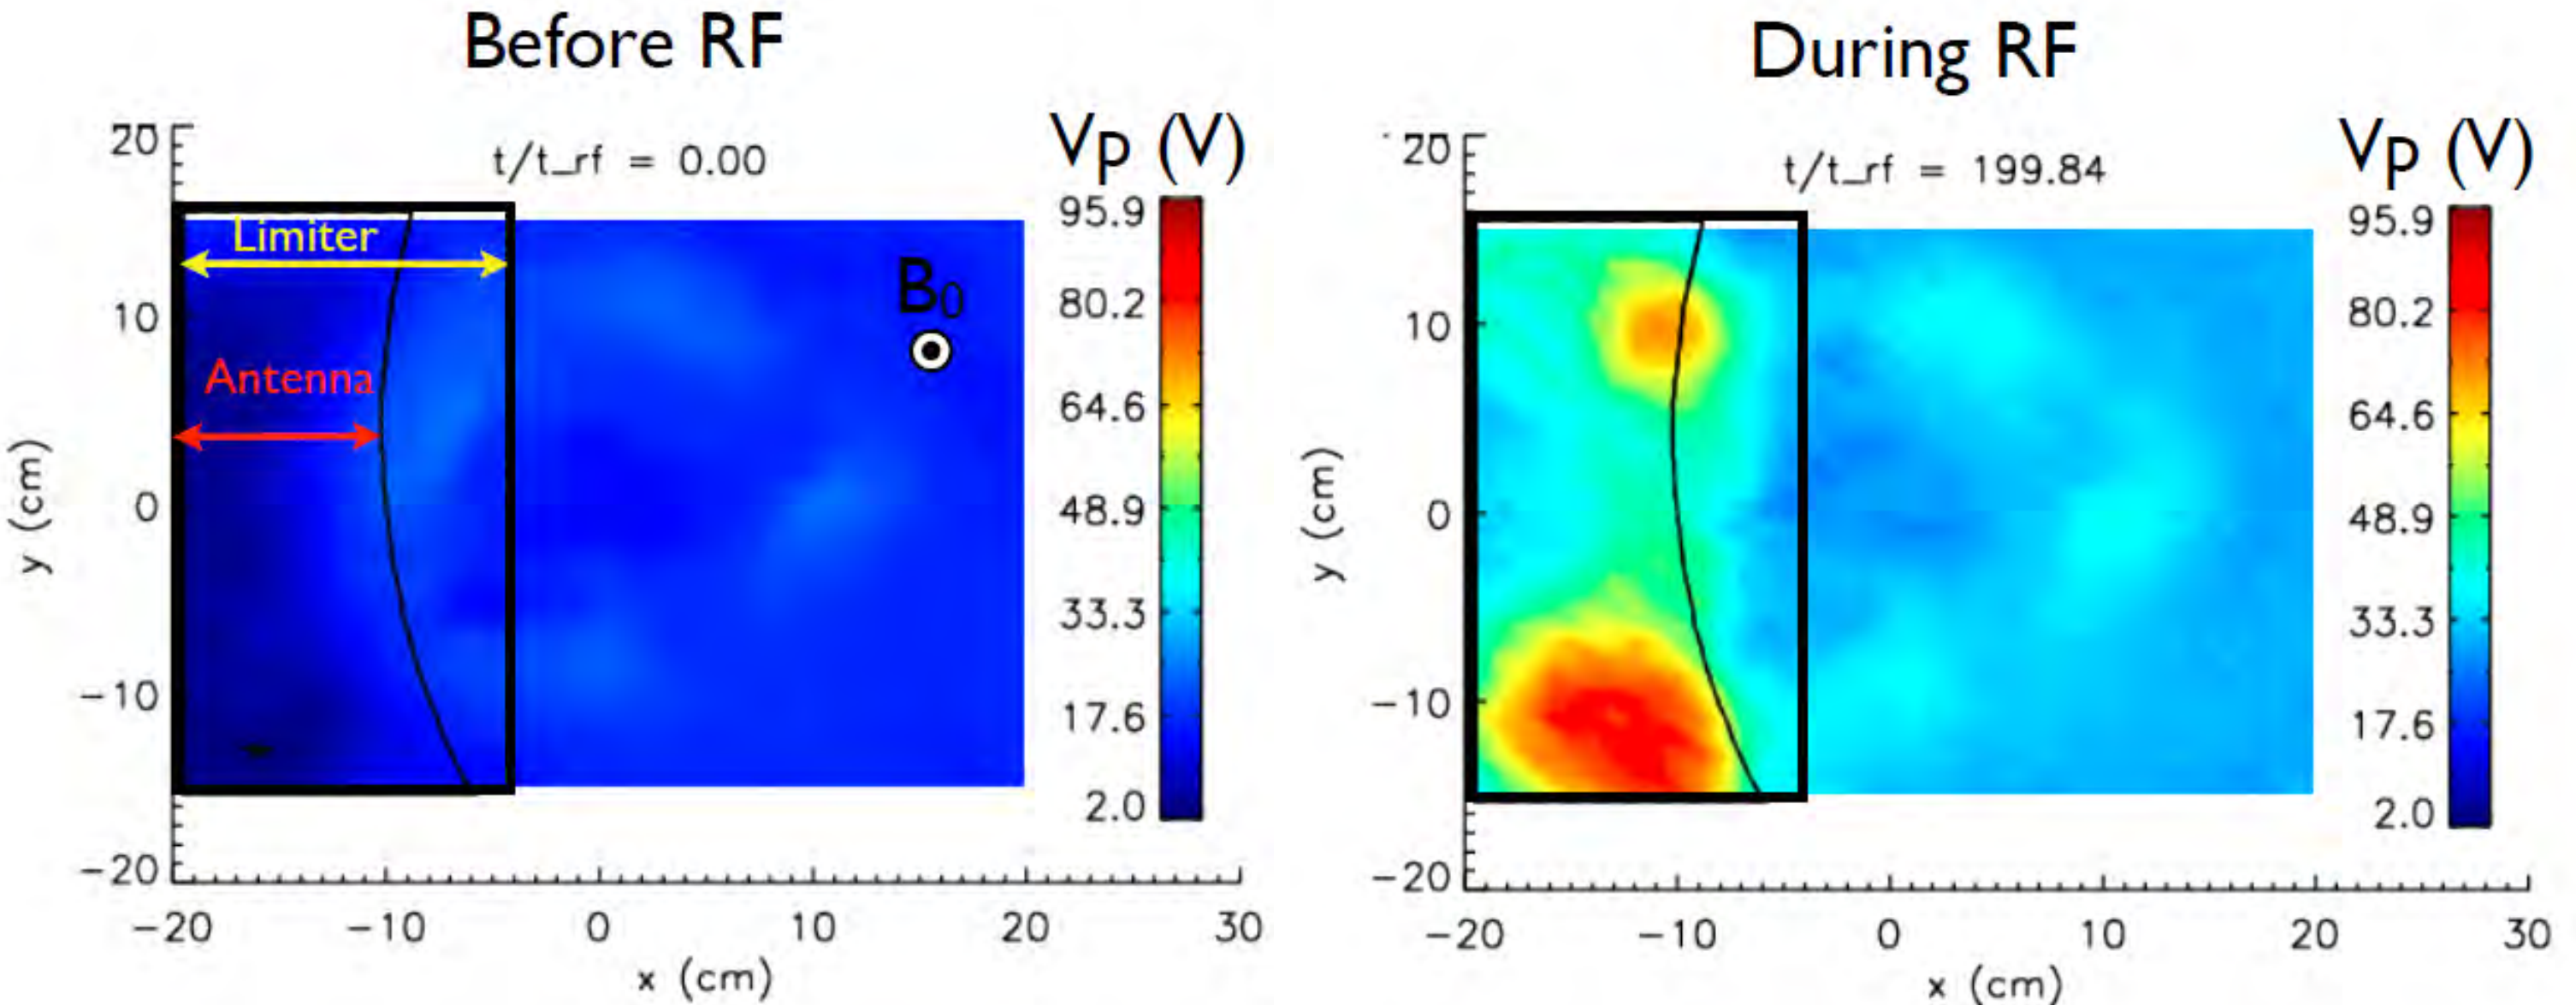 Before RF
t/t_rf = 0.00
Vp (V)
20
10
0
-10
-20
y (cm)
Limiter
Antenna
B0
95.9
80.2
64.6
48.9
33.3
17.6
2.0
-20 -10 0 10 20 30
x (cm)
During RF
t/t_rf = 199.84
Vp (V)
20
10
0
-10
-20
y (cm)
95.9
80.2
64.6
48.9
33.3
17.6
2.0
-20 -10 0 10 20 30
x (cm)